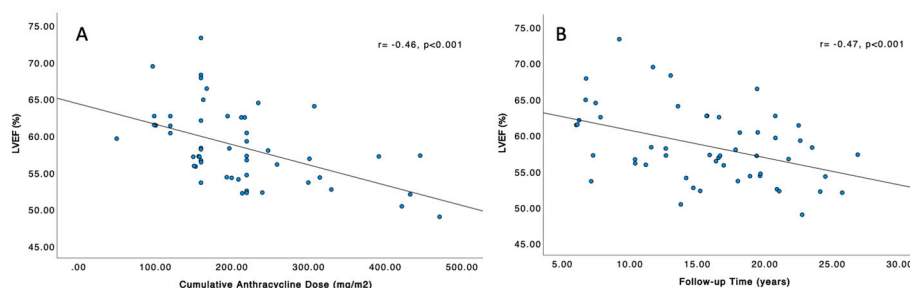 A
r= -0.46, p<0.001
LVEF (%)
75.00
70.00
65.00
60.00
55.00
50.00
45.00
.00 100.00 200.00 300.00 400.00 500.00
Cumulative Anthracycline Dose (mg/m2)
B
r= -0.47, p<0.001
LVEF (%)
75.00
70.00
65.00
60.00
55.00
50.00
45.00
5.00 10.00 15.00 20.00 25.00 30.00
Follow-up Time (years)